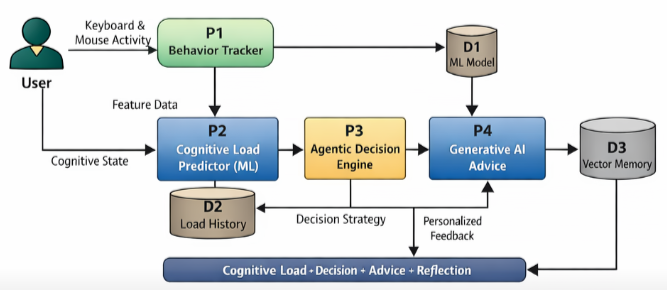 Keyboard &
Mouse Activity
User
P1
Behavior Tracker
D1
ML Model
Feature Data
Cognitive State
P2
Cognitive Load
Predictor (ML)
P3
Agentic Decision
Engine
P4
Generative AI
Advice
D3
Vector Memory
D2
Load History
Decision Strategy
Personalized
Feedback
Cognitive Load + Decision + Advice + Reflection